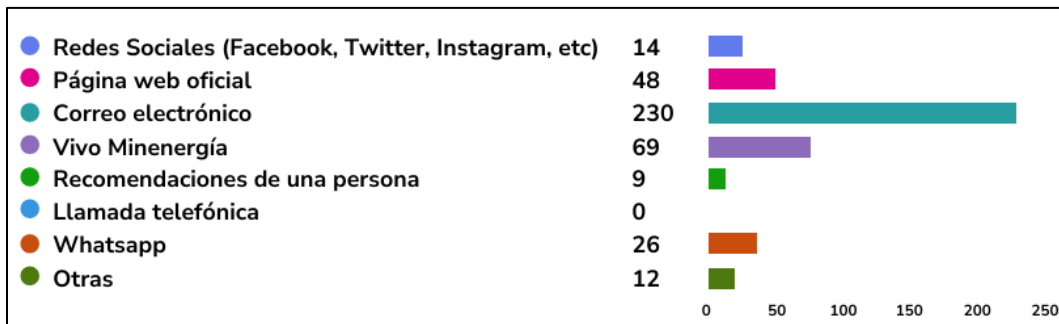 Redes Sociales (Facebook, Twitter, Instagram, etc) 14
Página web oficial 48
Correo electrónico 230
Vivo Minenergía 69
Recomendaciones de una persona 9
Llamada telefónica 0
Whatsapp 26
Otras 12
0 50 100 150 200 250